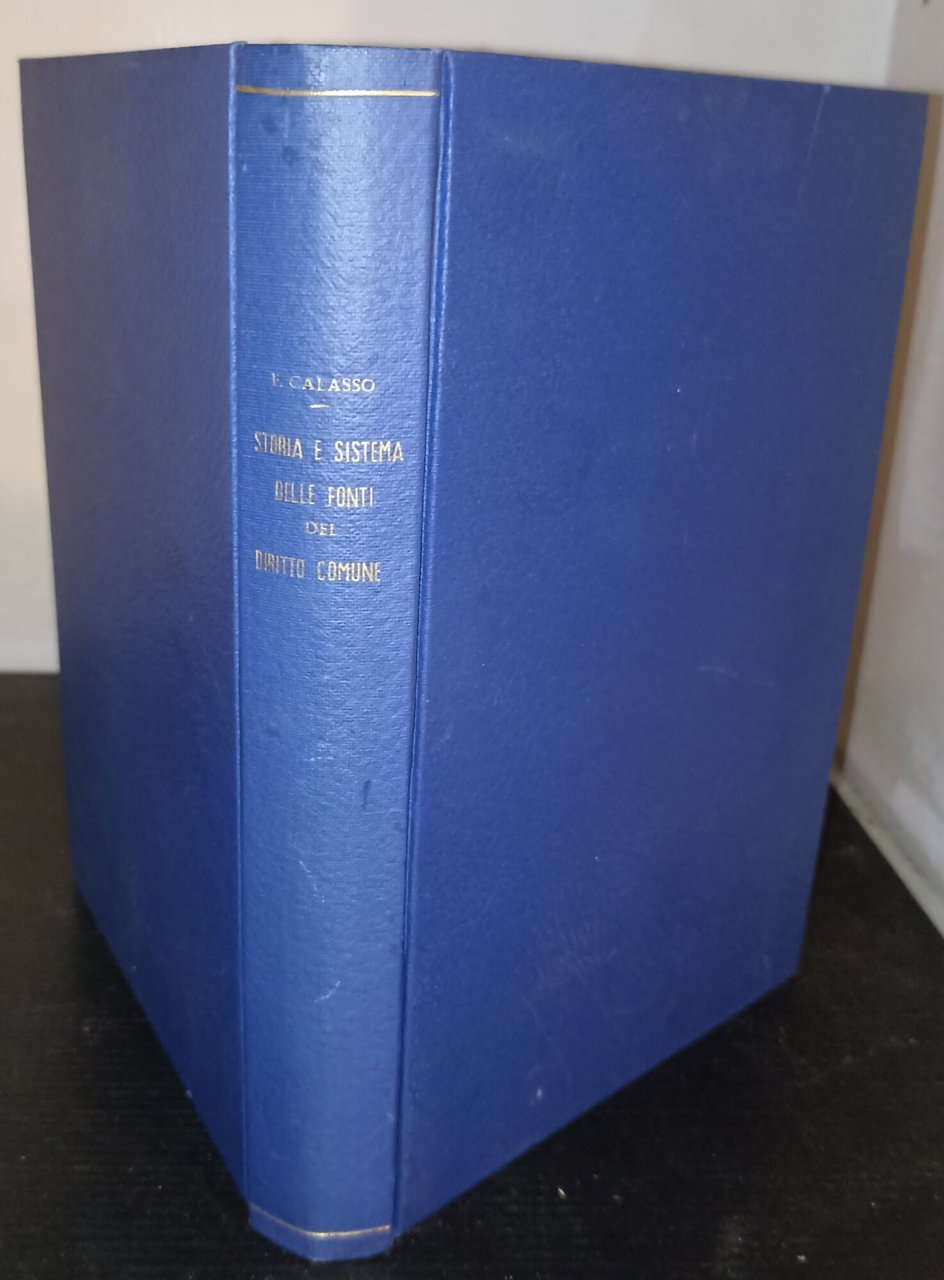 F. CALASSO
STORIA E SISTEMA
DELLE FONTI
DEL
DIRITTO COMUNE